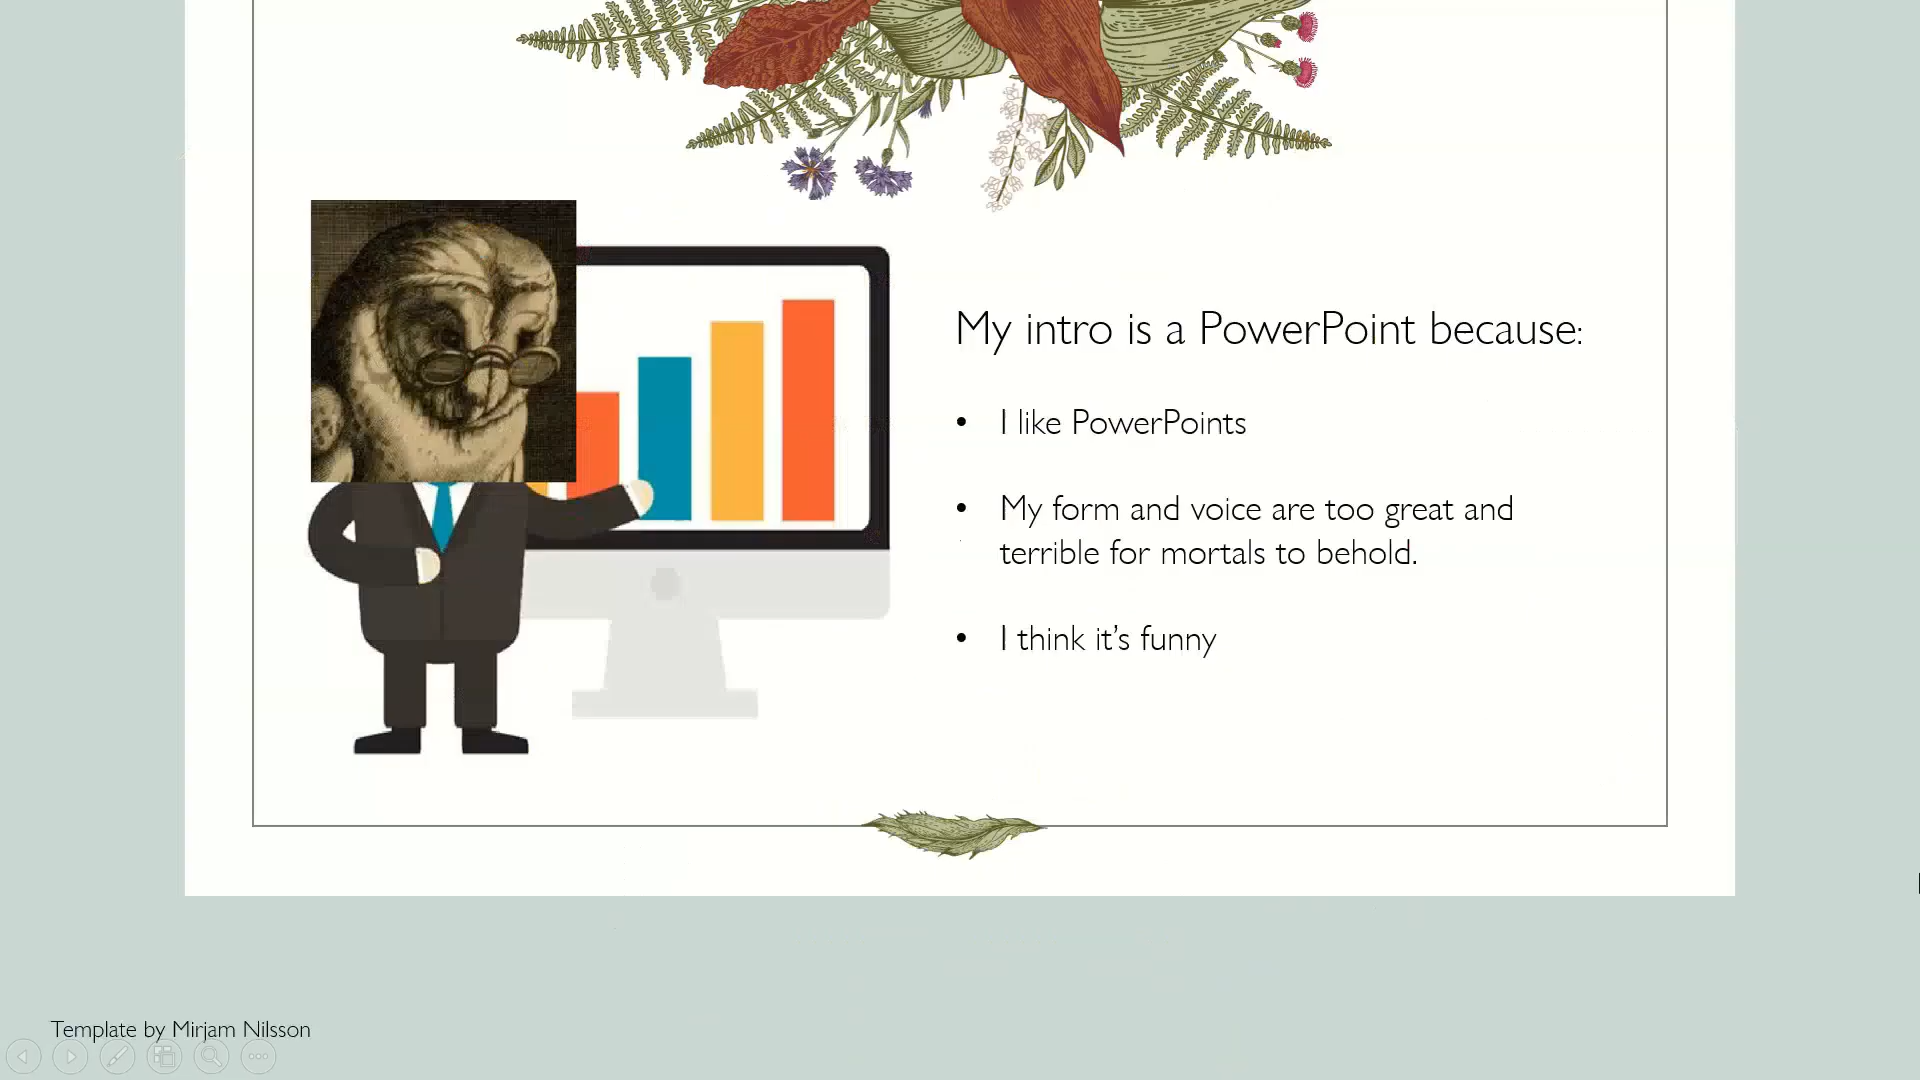 My intro is a PowerPoint because:
• I like PowerPoints
• My form and voice are too great and
terrible for mortals to behold.
• I think it’s funny
Template by Mirjam Nilsson